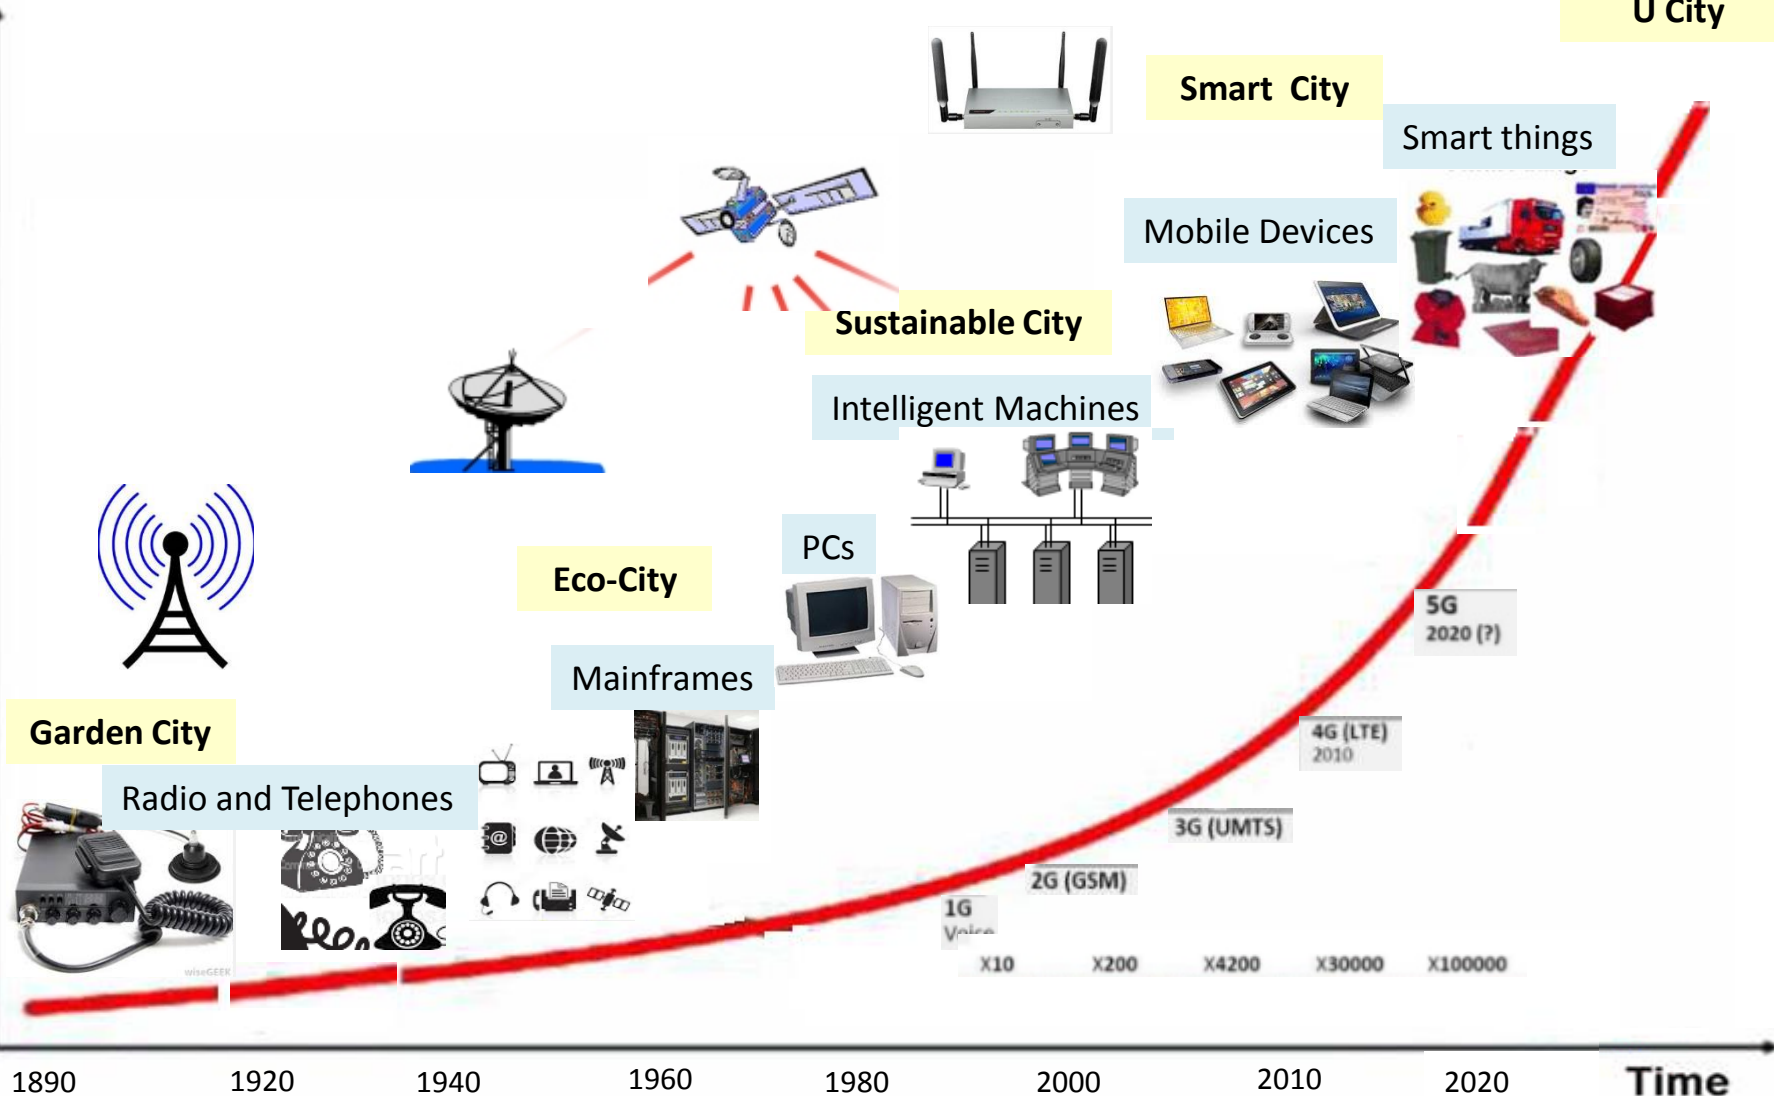 U City
Smart  City
Smart things
Mobile Devices
Sustainable City
Intelligent Machines
PCs
Eco-City
Mainframes
Garden City
Radio and Telephones
@
wiseGEEK
5G
2020 (?)
4G (LTE)
2010
3G (UMTS)
2G (GSM)
1G
Voice
X10 X200 X4200 X30000 X100000
1890 1920 1940 1960 1980 2000 2010 2020 Time